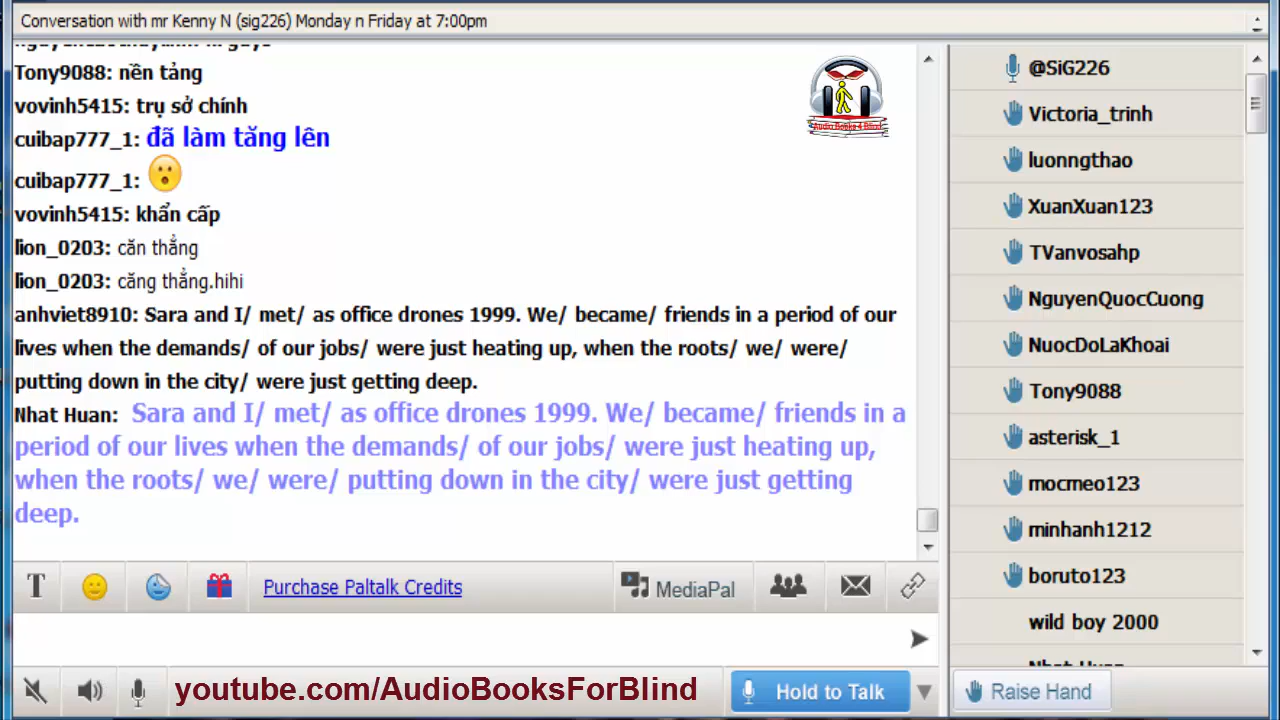 Conversation with mr Kenny N (sig226) Monday n Friday at 7:00pm
Tony9088: nền tảng
vovinh5415: trụ sở chính
cuibap777_1: đã làm tăng lên
cuibap777_1:
vovinh5415: khẩn cấp
lion_0203: căn thẳng
lion_0203: căng thẳng.hihi
anhviet8910: Sara and I/ met/ as office drones 1999. We/ became/ friends in a period of our
lives when the demands/ of our jobs/ were just heating up, when the roots/ we/ were/
putting down in the city/ were just getting deep.
Nhat Huan: Sara and I/ met/ as office drones 1999. We/ became/ friends in a
period of our lives when the demands/ of our jobs/ were just heating up,
when the roots/ we/ were/ putting down in the city/ were just getting
deep.
Audio Books 4 Blind
T
Purchase Paltalk Credits
MediaPal
youtube.com/AudioBooksForBlind
Hold to Talk
@SiG226
Victoria_trinh
luonngthao
XuanXuan123
TVanvosahp
NguyenQuocCuong
NuocDoLaKhoai
Tony9088
asterisk_1
mocmeo123
minhanh1212
boruto123
wild boy 2000
Nhat Huan
Raise Hand